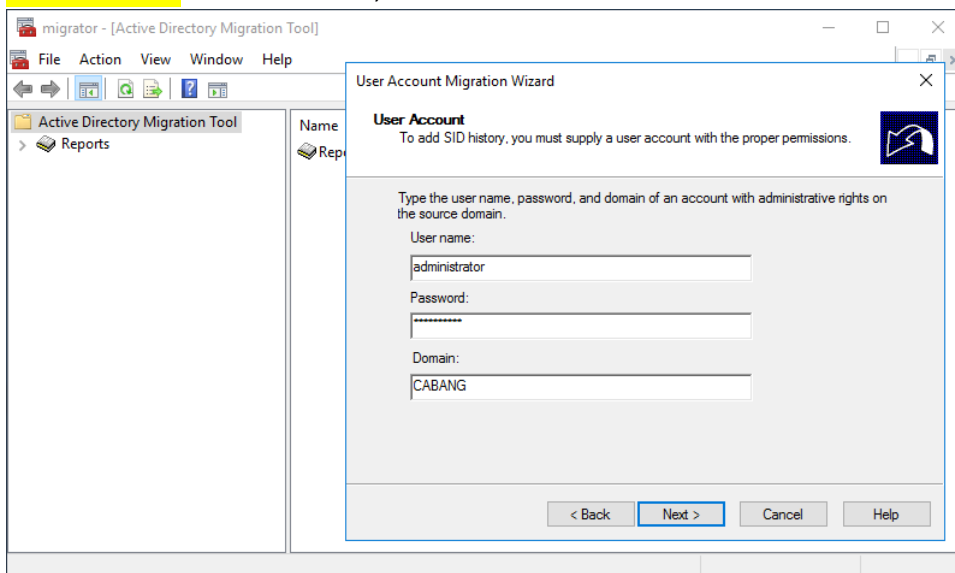 migrator - [Active Directory Migration Tool]
File Action View Window Help
Active Directory Migration Tool
Reports
Name
User Account Migration Wizard
User Account
To add SID history, you must supply a user account with the proper permissions.
Type the user name, password, and domain of an account with administrative rights on
the source domain.
User name:
administrator
Password:
**********
Domain:
CABANG
< Back Next > Cancel Help